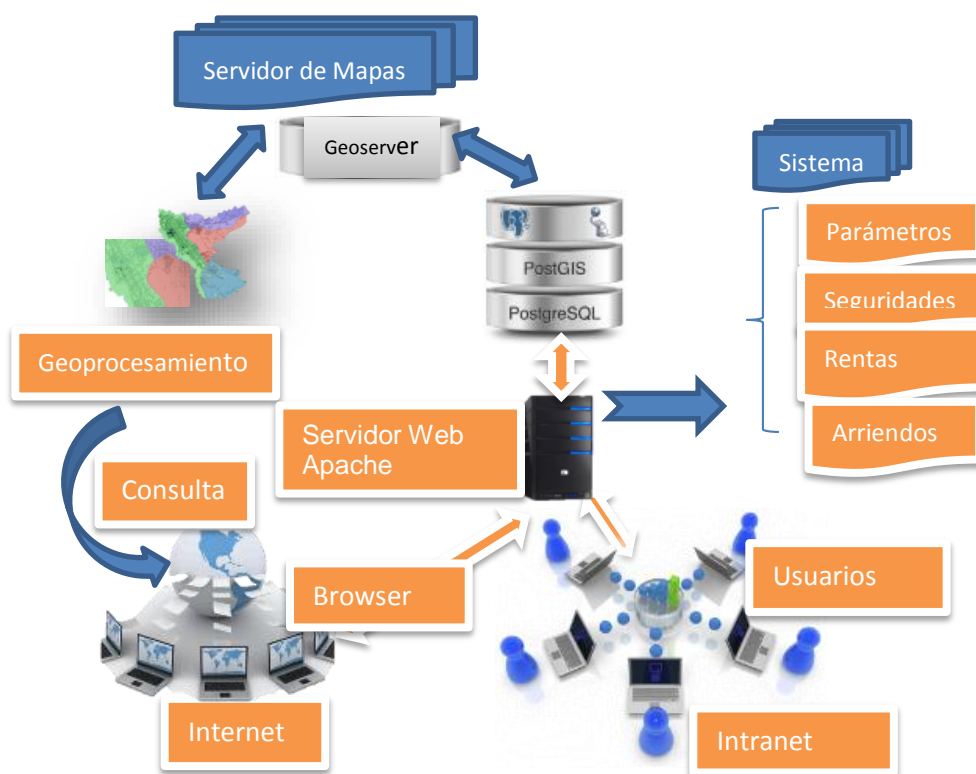 Servidor de Mapas
Geoserver
Sistema
Parámetros
PostGIS
Seguridades
PostgreSQL
Geoprocesamiento
Rentas
Servidor Web
Apache
Arriendos
Consulta
Browser
Usuarios
Internet
Intranet